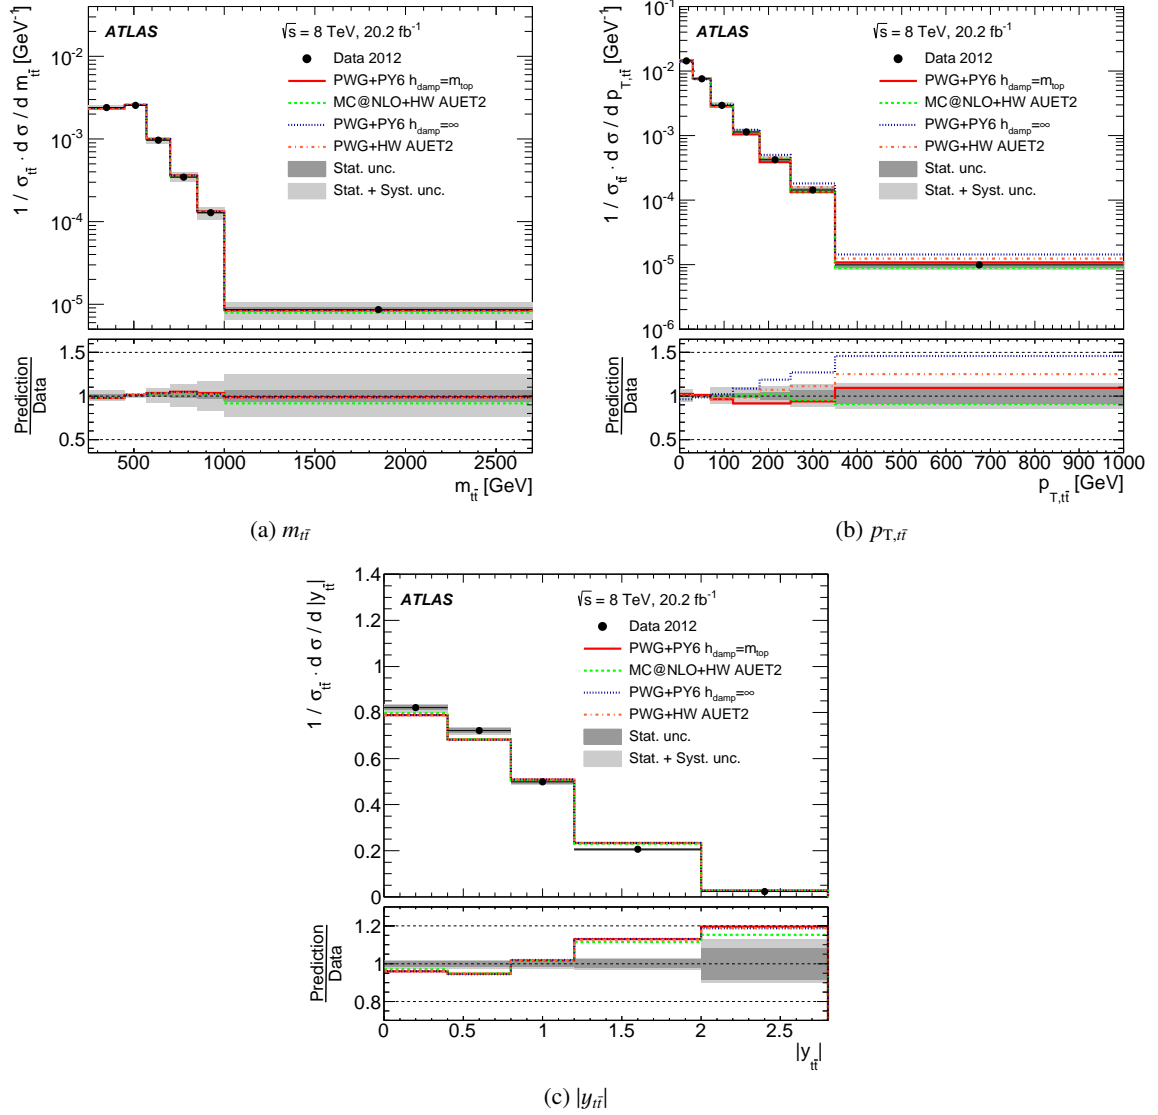 1 / σ_tt̄ · d σ / d m_tt̄ [GeV⁻¹]
ATLAS
√s = 8 TeV, 20.2 fb⁻¹
Data 2012
PWG+PY6 h_damp=m_top
MC@NLO+HW AUET2
PWG+PY6 h_damp=∞
PWG+HW AUET2
Stat. unc.
Stat. + Syst. unc.
10⁻²
10⁻³
10⁻⁴
10⁻⁵
Prediction
Data
1.5
1
0.5
500 1000 1500 2000 2500
m_tt̄ [GeV]
(a) m_tt̄
1 / σ_tt̄ · d σ / d p_T,tt̄ [GeV⁻¹]
ATLAS
√s = 8 TeV, 20.2 fb⁻¹
Data 2012
PWG+PY6 h_damp=m_top
MC@NLO+HW AUET2
PWG+PY6 h_damp=∞
PWG+HW AUET2
Stat. unc.
Stat. + Syst. unc.
10⁻¹
10⁻²
10⁻³
10⁻⁴
10⁻⁵
10⁻⁶
Prediction
Data
1.5
1
0.5
0 100 200 300 400 500 600 700 800 900 1000
p_T,tt̄ [GeV]
(b) p_T,tt̄
1 / σ_tt̄ · d σ / d |y_tt̄|
ATLAS
√s = 8 TeV, 20.2 fb⁻¹
Data 2012
PWG+PY6 h_damp=m_top
MC@NLO+HW AUET2
PWG+PY6 h_damp=∞
PWG+HW AUET2
Stat. unc.
Stat. + Syst. unc.
1.4
1.2
1
0.8
0.6
0.4
0.2
0
Prediction
Data
1.2
1
0.8
0 0.5 1 1.5 2 2.5
|y_tt̄|
(c) |y_tt̄|